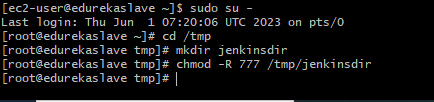 [ec2-user@edurekaslave ~]$ sudo su -
Last login: Thu Jun  1 07:20:06 UTC 2023 on pts/0
[root@edurekaslave ~]# cd /tmp
[root@edurekaslave tmp]# mkdir jenkinsdir
[root@edurekaslave tmp]# chmod -R 777 /tmp/jenkinsdir
[root@edurekaslave tmp]#